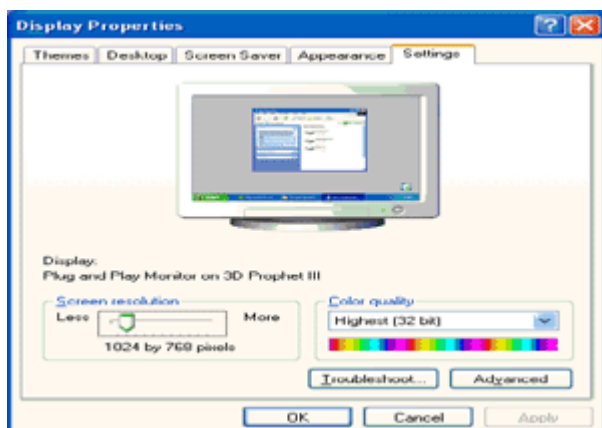 Display Properties
Themes Desktop Screen Saver Appearance Settings
Display:
Plug and Play Monitor on 3D Prophet III
Screen resolution
Less More
1024 by 768 pixels
Color quality
Highest (32 bit)
Troubleshoot... Advanced
OK Cancel Apply